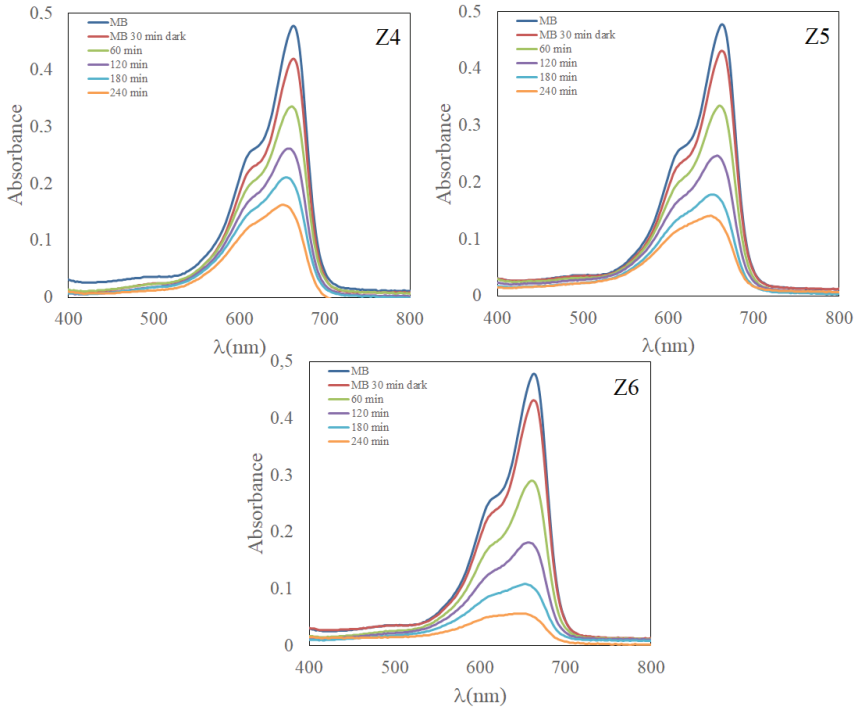 Z4
MB
MB 30 min dark
60 min
120 min
180 min
240 min
0.5
0.4
0.3
0.2
0.1
0
Absorbance
400
500
600
700
800
λ(nm)
Z5
MB
MB 30 min dark
60 min
120 min
180 min
240 min
0.5
0.4
0.3
0.2
0.1
0
Absorbance
400
500
600
700
800
λ(nm)
Z6
MB
MB 30 min dark
60 min
120 min
180 min
240 min
0,5
0.4
0.3
0.2
0.1
0
Absorbance
400
500
600
700
800
λ(nm)